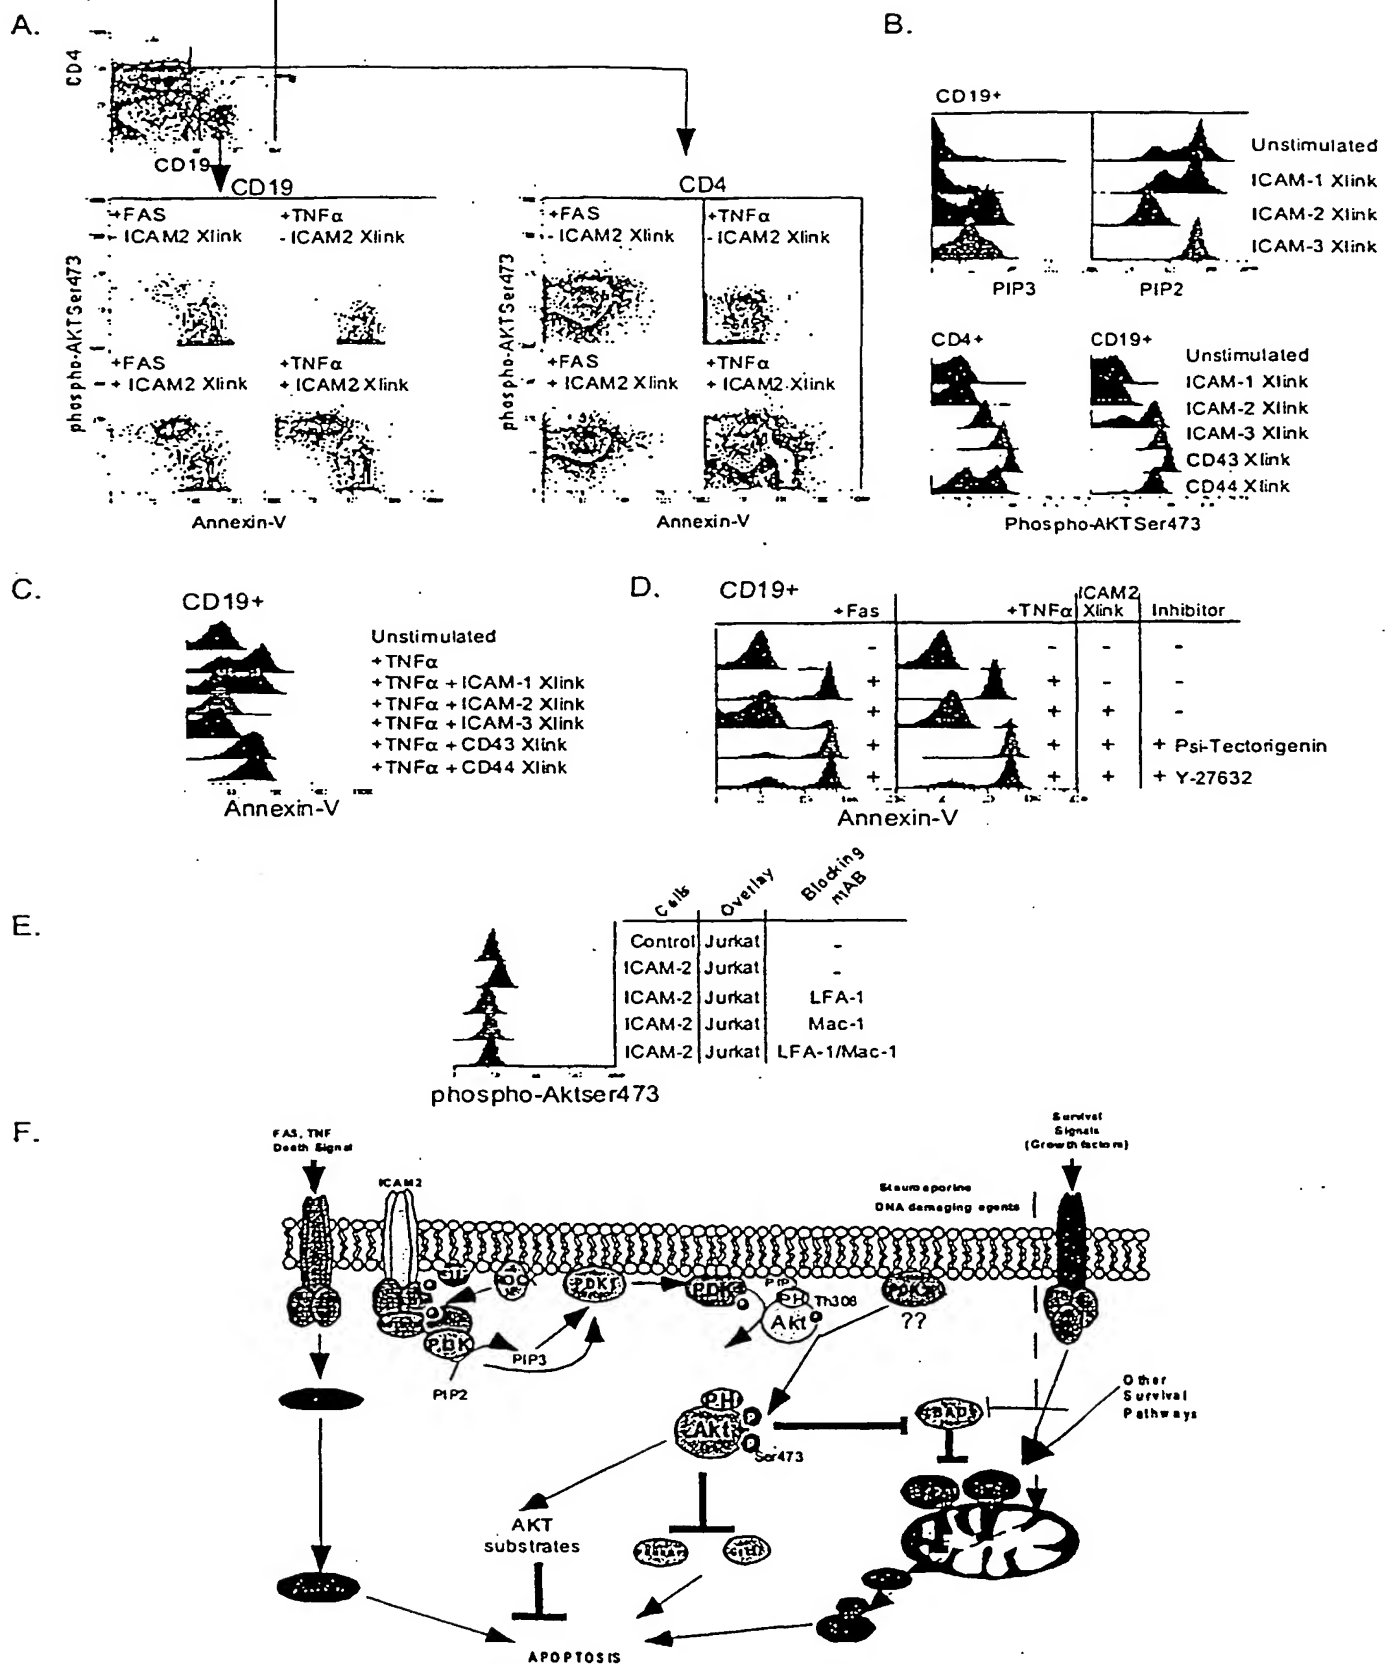 A.
CD4
CD19
CD19
+FAS
- ICAM2 Xlink
+TNFα
- ICAM2 Xlink
+FAS
+ ICAM2 Xlink
+TNFα
+ ICAM2 Xlink
phospho-AKTSer473
Annexin-V
CD4
+FAS
- ICAM2 Xlink
+TNFα
- ICAM2 Xlink
+FAS
+ ICAM2 Xlink
+TNFα
+ ICAM2 Xlink
phospho-AKTSer473
Annexin-V
B.
CD19+
Unstimulated
ICAM-1 Xlink
ICAM-2 Xlink
ICAM-3 Xlink
PIP3
PIP2
CD4+
CD19+
Unstimulated
ICAM-1 Xlink
ICAM-2 Xlink
ICAM-3 Xlink
CD43 Xlink
CD44 Xlink
Phospho-AKTSer473
C.
CD19+
Unstimulated
+TNFα
+TNFα + ICAM-1 Xlink
+TNFα + ICAM-2 Xlink
+TNFα + ICAM-3 Xlink
+TNFα + CD43 Xlink
+TNFα + CD44 Xlink
Annexin-V
D.
CD19+
+Fas
+TNFα
ICAM2 Xlink
Inhibitor
- - - -
+ + - -
+ + + -
+ + + + Psi-Tectorigenin
+ + + + Y-27632
Annexin-V
E.
Cells
Overlay
Blocking mAB
Control Jurkat -
ICAM-2 Jurkat -
ICAM-2 Jurkat LFA-1
ICAM-2 Jurkat Mac-1
ICAM-2 Jurkat LFA-1/Mac-1
phospho-Aktser473
F.
FAS, TNF
Death Signal
ICAM2
Staurosporine
DNA damaging agents
Survival
Signals
(Growth factors)
PI3K
PIP2
PIP3
PDK
PIP
PH
Th308
Akt
P
??
PH
Akt
P
P
Ser473
BAD
Other
Survival
Pathways
AKT
substrates
APOPTOSIS